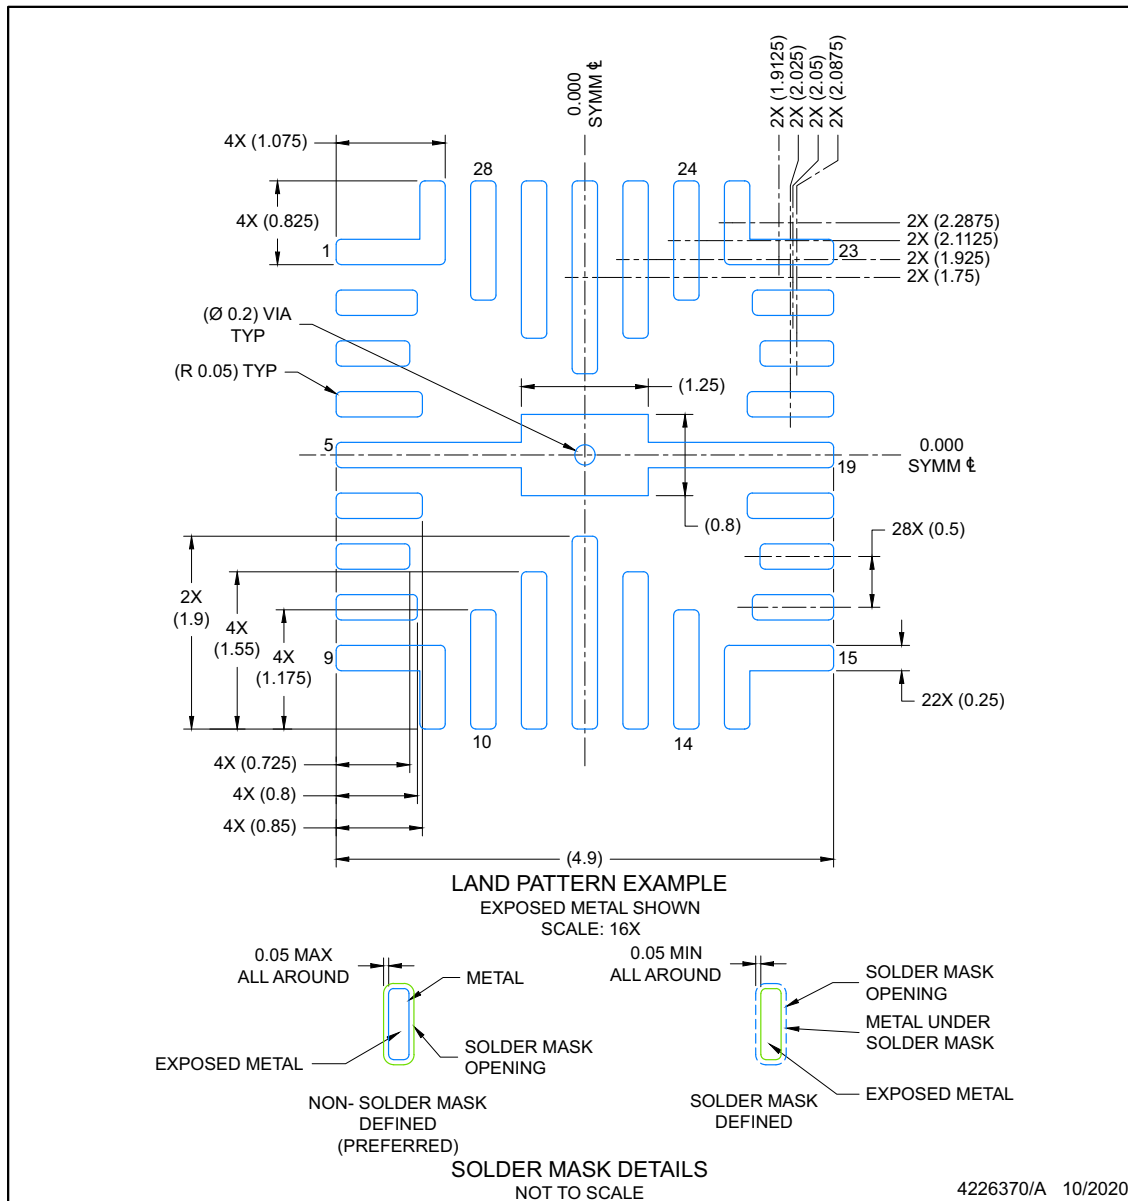 0.000
SYMM ℄
2X (1.9125)
2X (2.025)
2X (2.05)
2X (2.0875)
4X (1.075)
28
24
4X (0.825)
1
23
2X (2.2875)
2X (2.1125)
2X (1.925)
2X (1.75)
(Ø 0.2) VIA
TYP
(R 0.05) TYP
(1.25)
5
0.000
SYMM ℄
19
(0.8)
28X (0.5)
2X
(1.9)
4X
(1.55)
4X
(1.175)
9
15
22X (0.25)
10
14
4X (0.725)
4X (0.8)
4X (0.85)
(4.9)
LAND PATTERN EXAMPLE
EXPOSED METAL SHOWN
SCALE: 16X
0.05 MAX
ALL AROUND
METAL
EXPOSED METAL
SOLDER MASK
OPENING
NON- SOLDER MASK
DEFINED
(PREFERRED)
0.05 MIN
ALL AROUND
SOLDER MASK
OPENING
METAL UNDER
SOLDER MASK
EXPOSED METAL
SOLDER MASK
DEFINED
SOLDER MASK DETAILS
NOT TO SCALE
4226370/A 10/2020